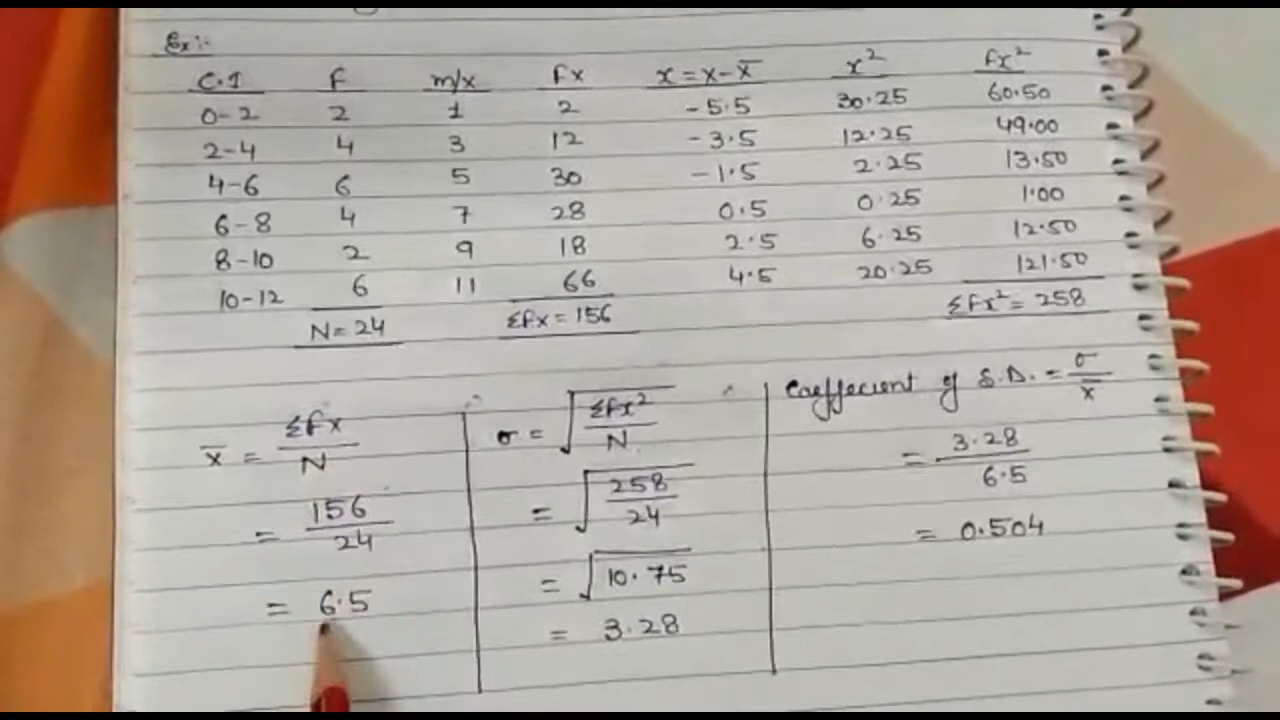 Ex:-
C.I F m/x Fx x = x - x̅ x² Fx²
0-2 2 1 2 -5.5 30.25 60.50
2-4 4 3 12 -3.5 12.25 49.00
4-6 6 5 30 -1.5 2.25 13.50
6-8 4 7 28 0.5 0.25 1.00
8-10 2 9 18 2.5 6.25 12.50
10-12 6 11 66 4.5 20.25 121.50
N = 24 ΣFx = 156 ΣFx² = 258
x̅ = ΣFx / N
= 156 / 24
= 6.5
σ = √(ΣFx² / N)
= √(258 / 24)
= √10.75
= 3.28
Coeffecient of S.D. = σ / x̅
= 3.28 / 6.5
= 0.504